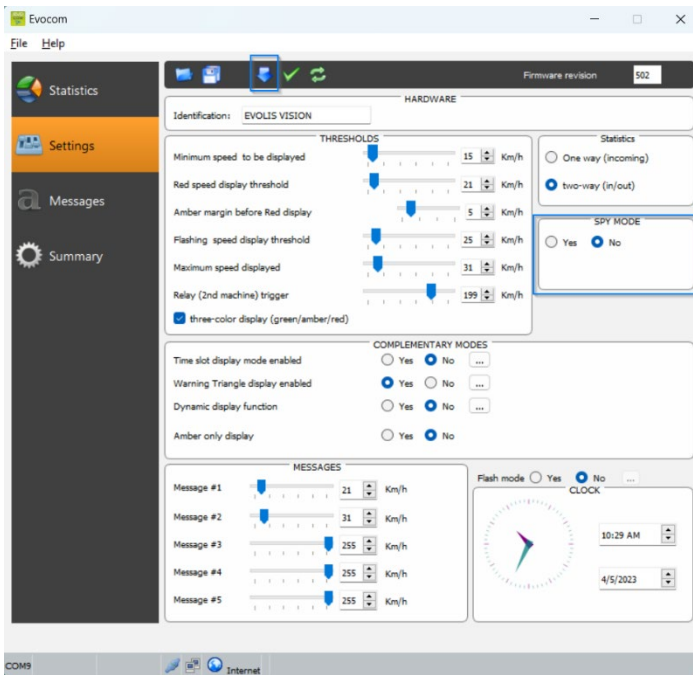 Evocom
File Help
Statistics
Settings
Messages
Summary
Firmware revision 502
HARDWARE
Identification: EVOLIS VISION
THRESHOLDS
Minimum speed to be displayed 15 Km/h
Red speed display threshold 21 Km/h
Amber margin before Red display 5 Km/h
Flashing speed display threshold 25 Km/h
Maximum speed displayed 31 Km/h
Relay (2nd machine) trigger 199 Km/h
three-color display (green/amber/red)
Statistics
One way (incoming)
two-way (in/out)
SPY MODE
Yes No
COMPLEMENTARY MODES
Time slot display mode enabled Yes No ...
Warning Triangle display enabled Yes No ...
Dynamic display function Yes No ...
Amber only display Yes No
MESSAGES
Message #1 21 Km/h
Message #2 31 Km/h
Message #3 255 Km/h
Message #4 255 Km/h
Message #5 255 Km/h
Flash mode Yes No ...
CLOCK
10:29 AM
4/5/2023
COM9 Internet